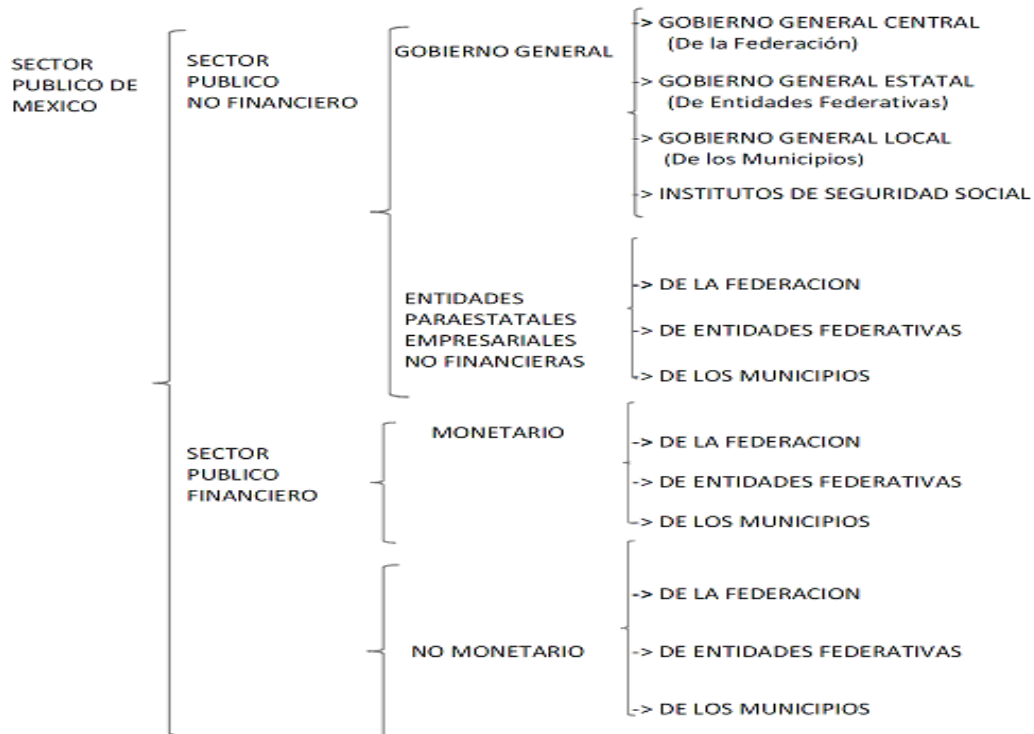 SECTOR
PUBLICO DE
MEXICO
SECTOR
PUBLICO
NO FINANCIERO
GOBIERNO GENERAL
-> GOBIERNO GENERAL CENTRAL
(De la Federación)
-> GOBIERNO GENERAL ESTATAL
(De Entidades Federativas)
-> GOBIERNO GENERAL LOCAL
(De los Municipios)
-> INSTITUTOS DE SEGURIDAD SOCIAL
ENTIDADES
PARAESTATALES
EMPRESARIALES
NO FINANCIERAS
-> DE LA FEDERACION
-> DE ENTIDADES FEDERATIVAS
-> DE LOS MUNICIPIOS
SECTOR
PUBLICO
FINANCIERO
MONETARIO
-> DE LA FEDERACION
-> DE ENTIDADES FEDERATIVAS
-> DE LOS MUNICIPIOS
NO MONETARIO
-> DE LA FEDERACION
-> DE ENTIDADES FEDERATIVAS
-> DE LOS MUNICIPIOS